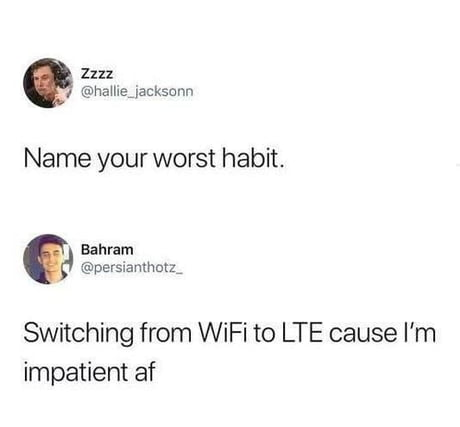 Zzzz
@hallie_jacksonn
Name your worst habit.
Bahram
@persianthotz_
Switching from WiFi to LTE cause I'm
impatient af